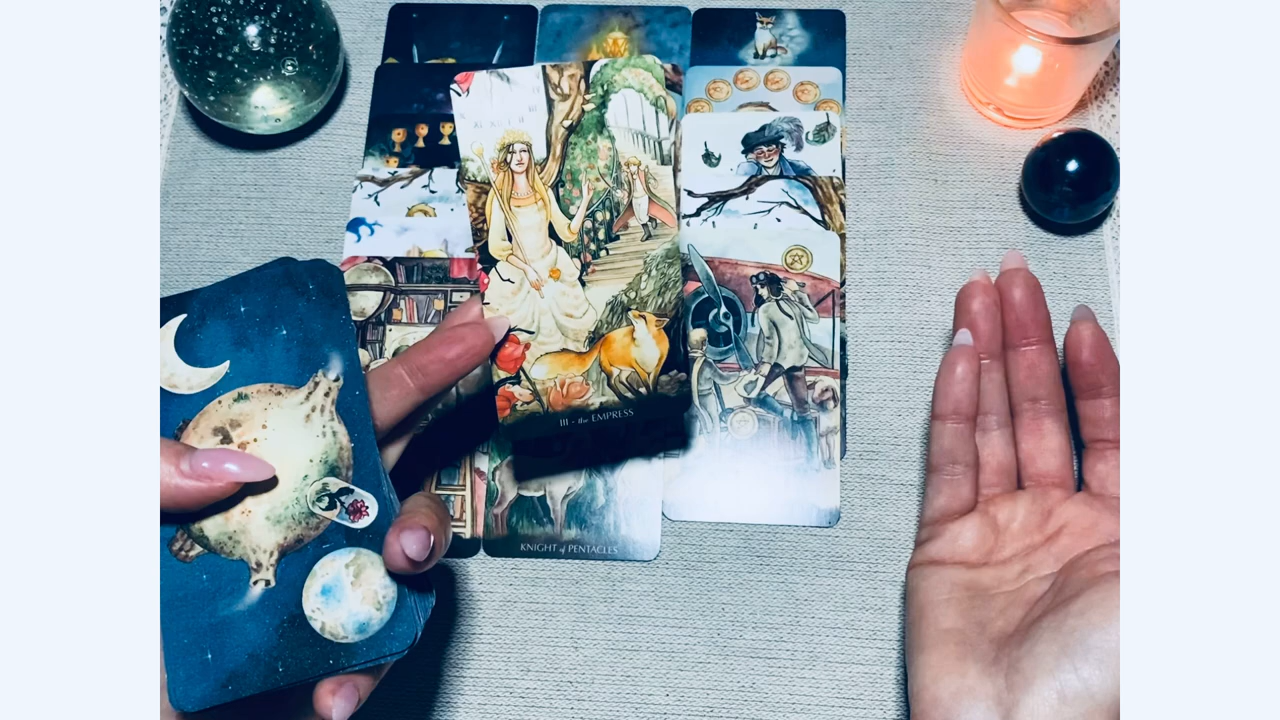 III - the EMPRESS
KNIGHT of PENTACLES